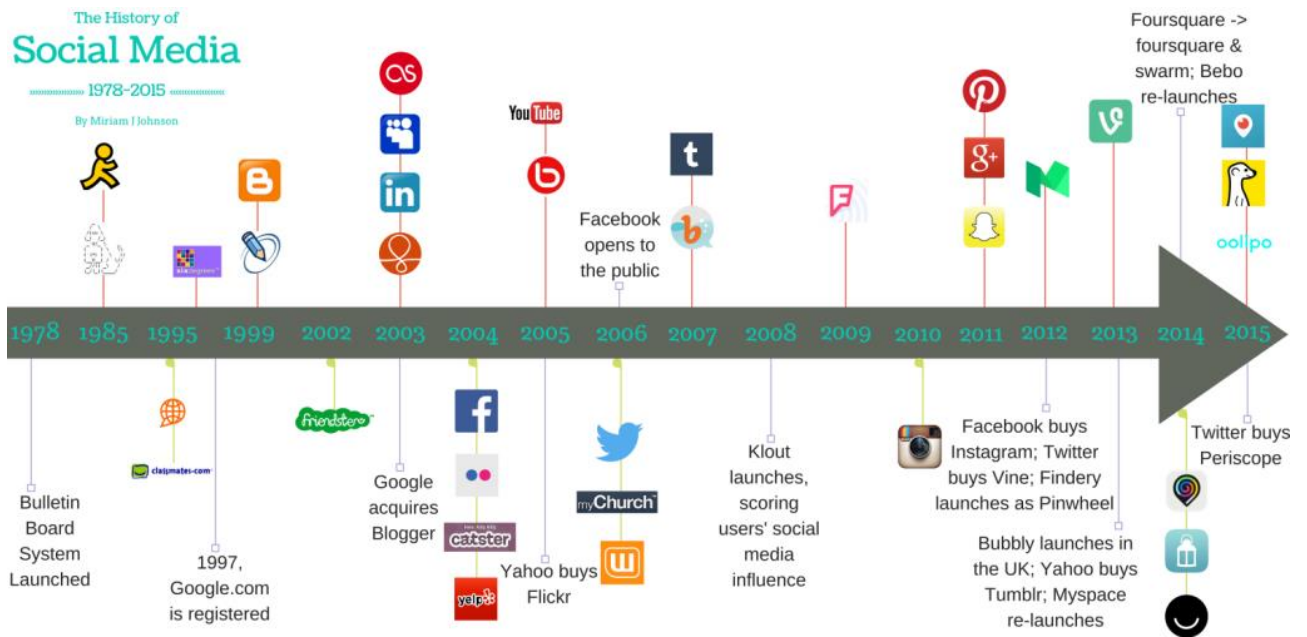 The History of
Social Media
1978-2015
By Miriam J Johnson
Foursquare ->
foursquare &
swarm; Bebo
re-launches
You Tube
Facebook
opens to
the public
oolipo
1978 1985 1995 1999 2002 2003 2004 2005 2006 2007 2008 2009 2010 2011 2012 2013 2014 2015
friendster
classmates.com
Bulletin
Board
System
Launched
1997,
Google.com
is registered
Google
acquires
Blogger
catster
yelp
Yahoo buys
Flickr
myChurch
Klout
launches,
scoring
users' social
media
influence
Facebook buys
Instagram; Twitter
buys Vine; Findery
launches as Pinwheel
Bubbly launches in
the UK; Yahoo buys
Tumblr; Myspace
re-launches
Twitter buys
Periscope